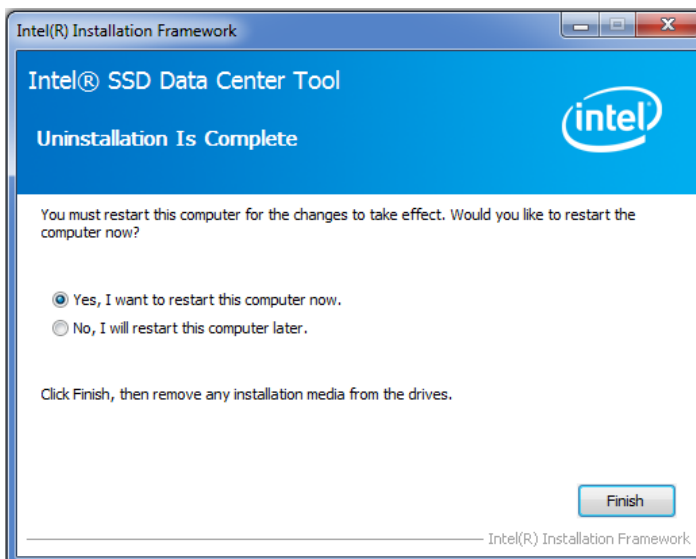 Intel(R) Installation Framework
Intel® SSD Data Center Tool
intel
Uninstallation Is Complete
You must restart this computer for the changes to take effect. Would you like to restart the
computer now?
Yes, I want to restart this computer now.
No, I will restart this computer later.
Click Finish, then remove any installation media from the drives.
Finish
Intel(R) Installation Framework